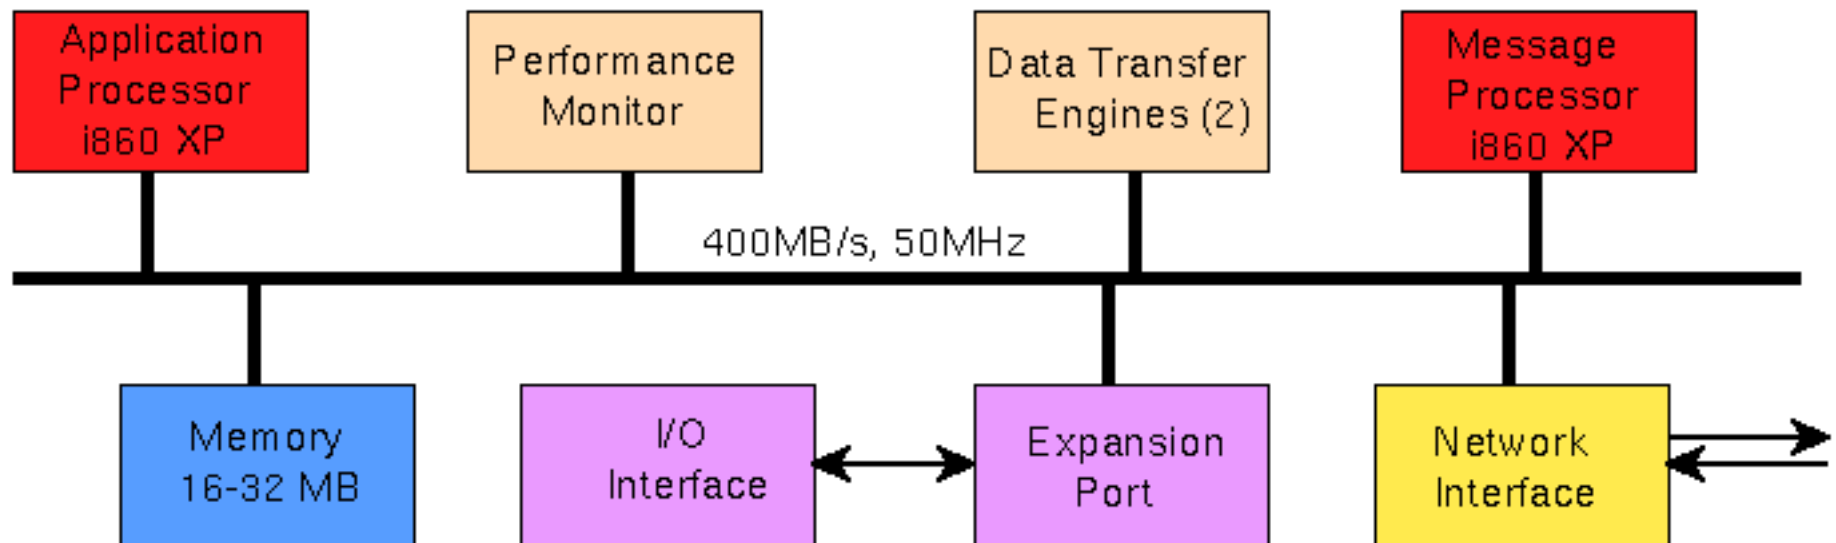 Application
Processor
i860 XP
Performance
Monitor
Data Transfer
Engines (2)
Message
Processor
i860 XP
400MB/s, 50MHz
Memory
16-32 MB
I/O
Interface
Expansion
Port
Network
Interface